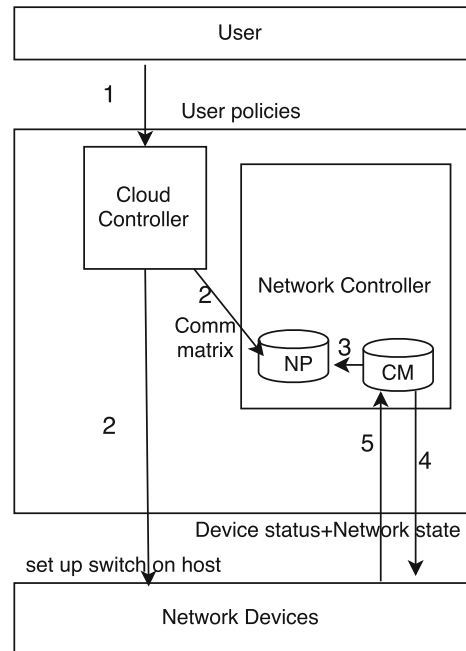 User
1
User policies
Cloud
Controller
2
Network Controller
Comm
matrix
NP
3
CM
2
5
4
Device status+Network state
set up switch on host
Network Devices